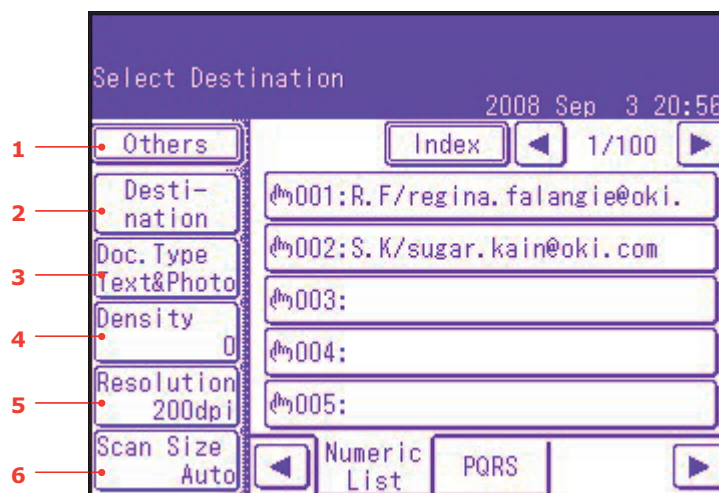 Select Destination
2008 Sep 3 20:56
1 Others Index 1/100
2 Desti-
nation
001:R.F/regina.falangie@oki.
3 Doc.Type
Text&Photo
002:S.K/sugar.kain@oki.com
003:
4 Density
0
004:
5 Resolution
200dpi
005:
6 Scan Size
Auto
Numeric
List
PQRS